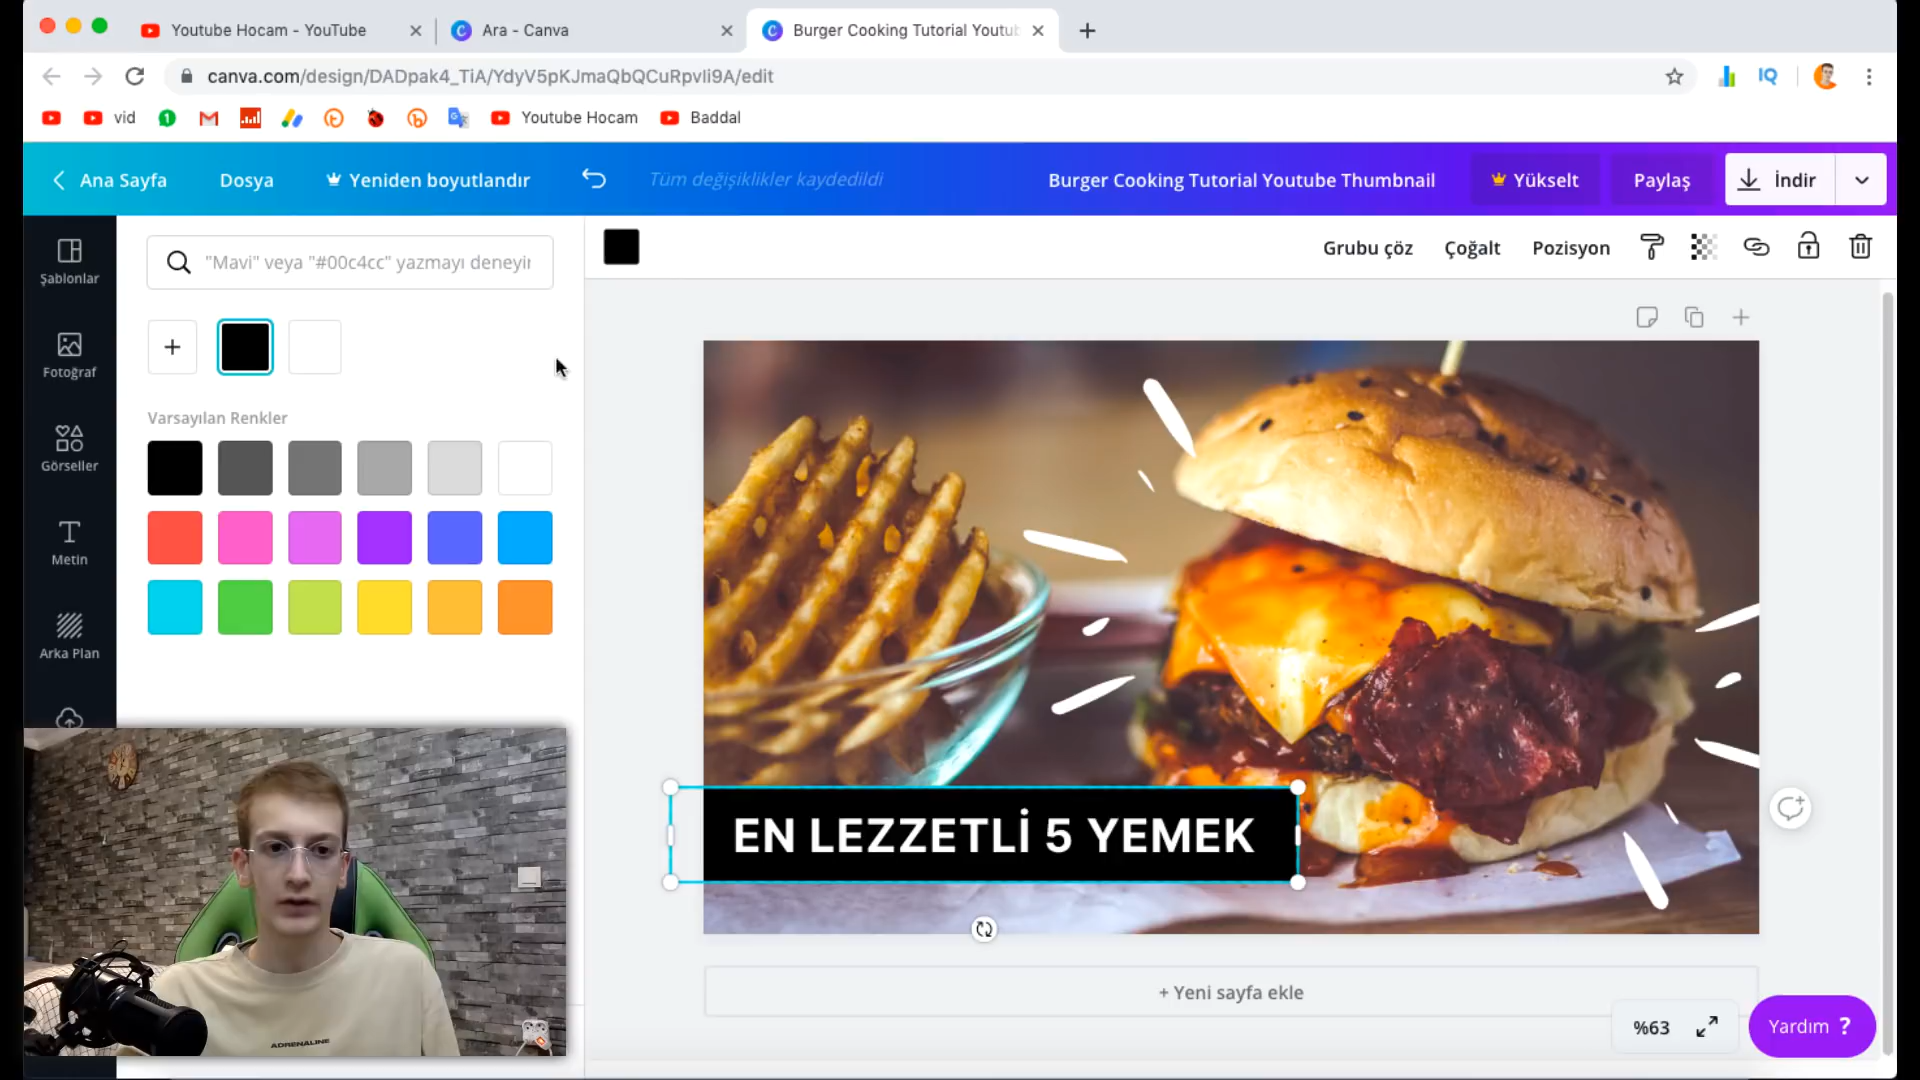 Youtube Hocam - YouTube
Ara - Canva
Burger Cooking Tutorial Youtu
canva.com/design/DADpak4_TiA/YdyV5pKJmaQbQCuRpvli9A/edit
IQ
vid
Youtube Hocam
Baddal
Ana Sayfa
Dosya
Yeniden boyutlandır
Tüm değişiklikler kaydedildi
Burger Cooking Tutorial Youtube Thumbnail
Yükselt
Paylaş
İndir
"Mavi" veya "#00c4cc" yazmayı deneyin
Grubu çöz
Çoğalt
Pozisyon
Şablonlar
Fotoğraf
Görseller
Metin
Arka Plan
Varsayılan Renkler
EN LEZZETLİ 5 YEMEK
ADRENALINE
+ Yeni sayfa ekle
%63
Yardım ?